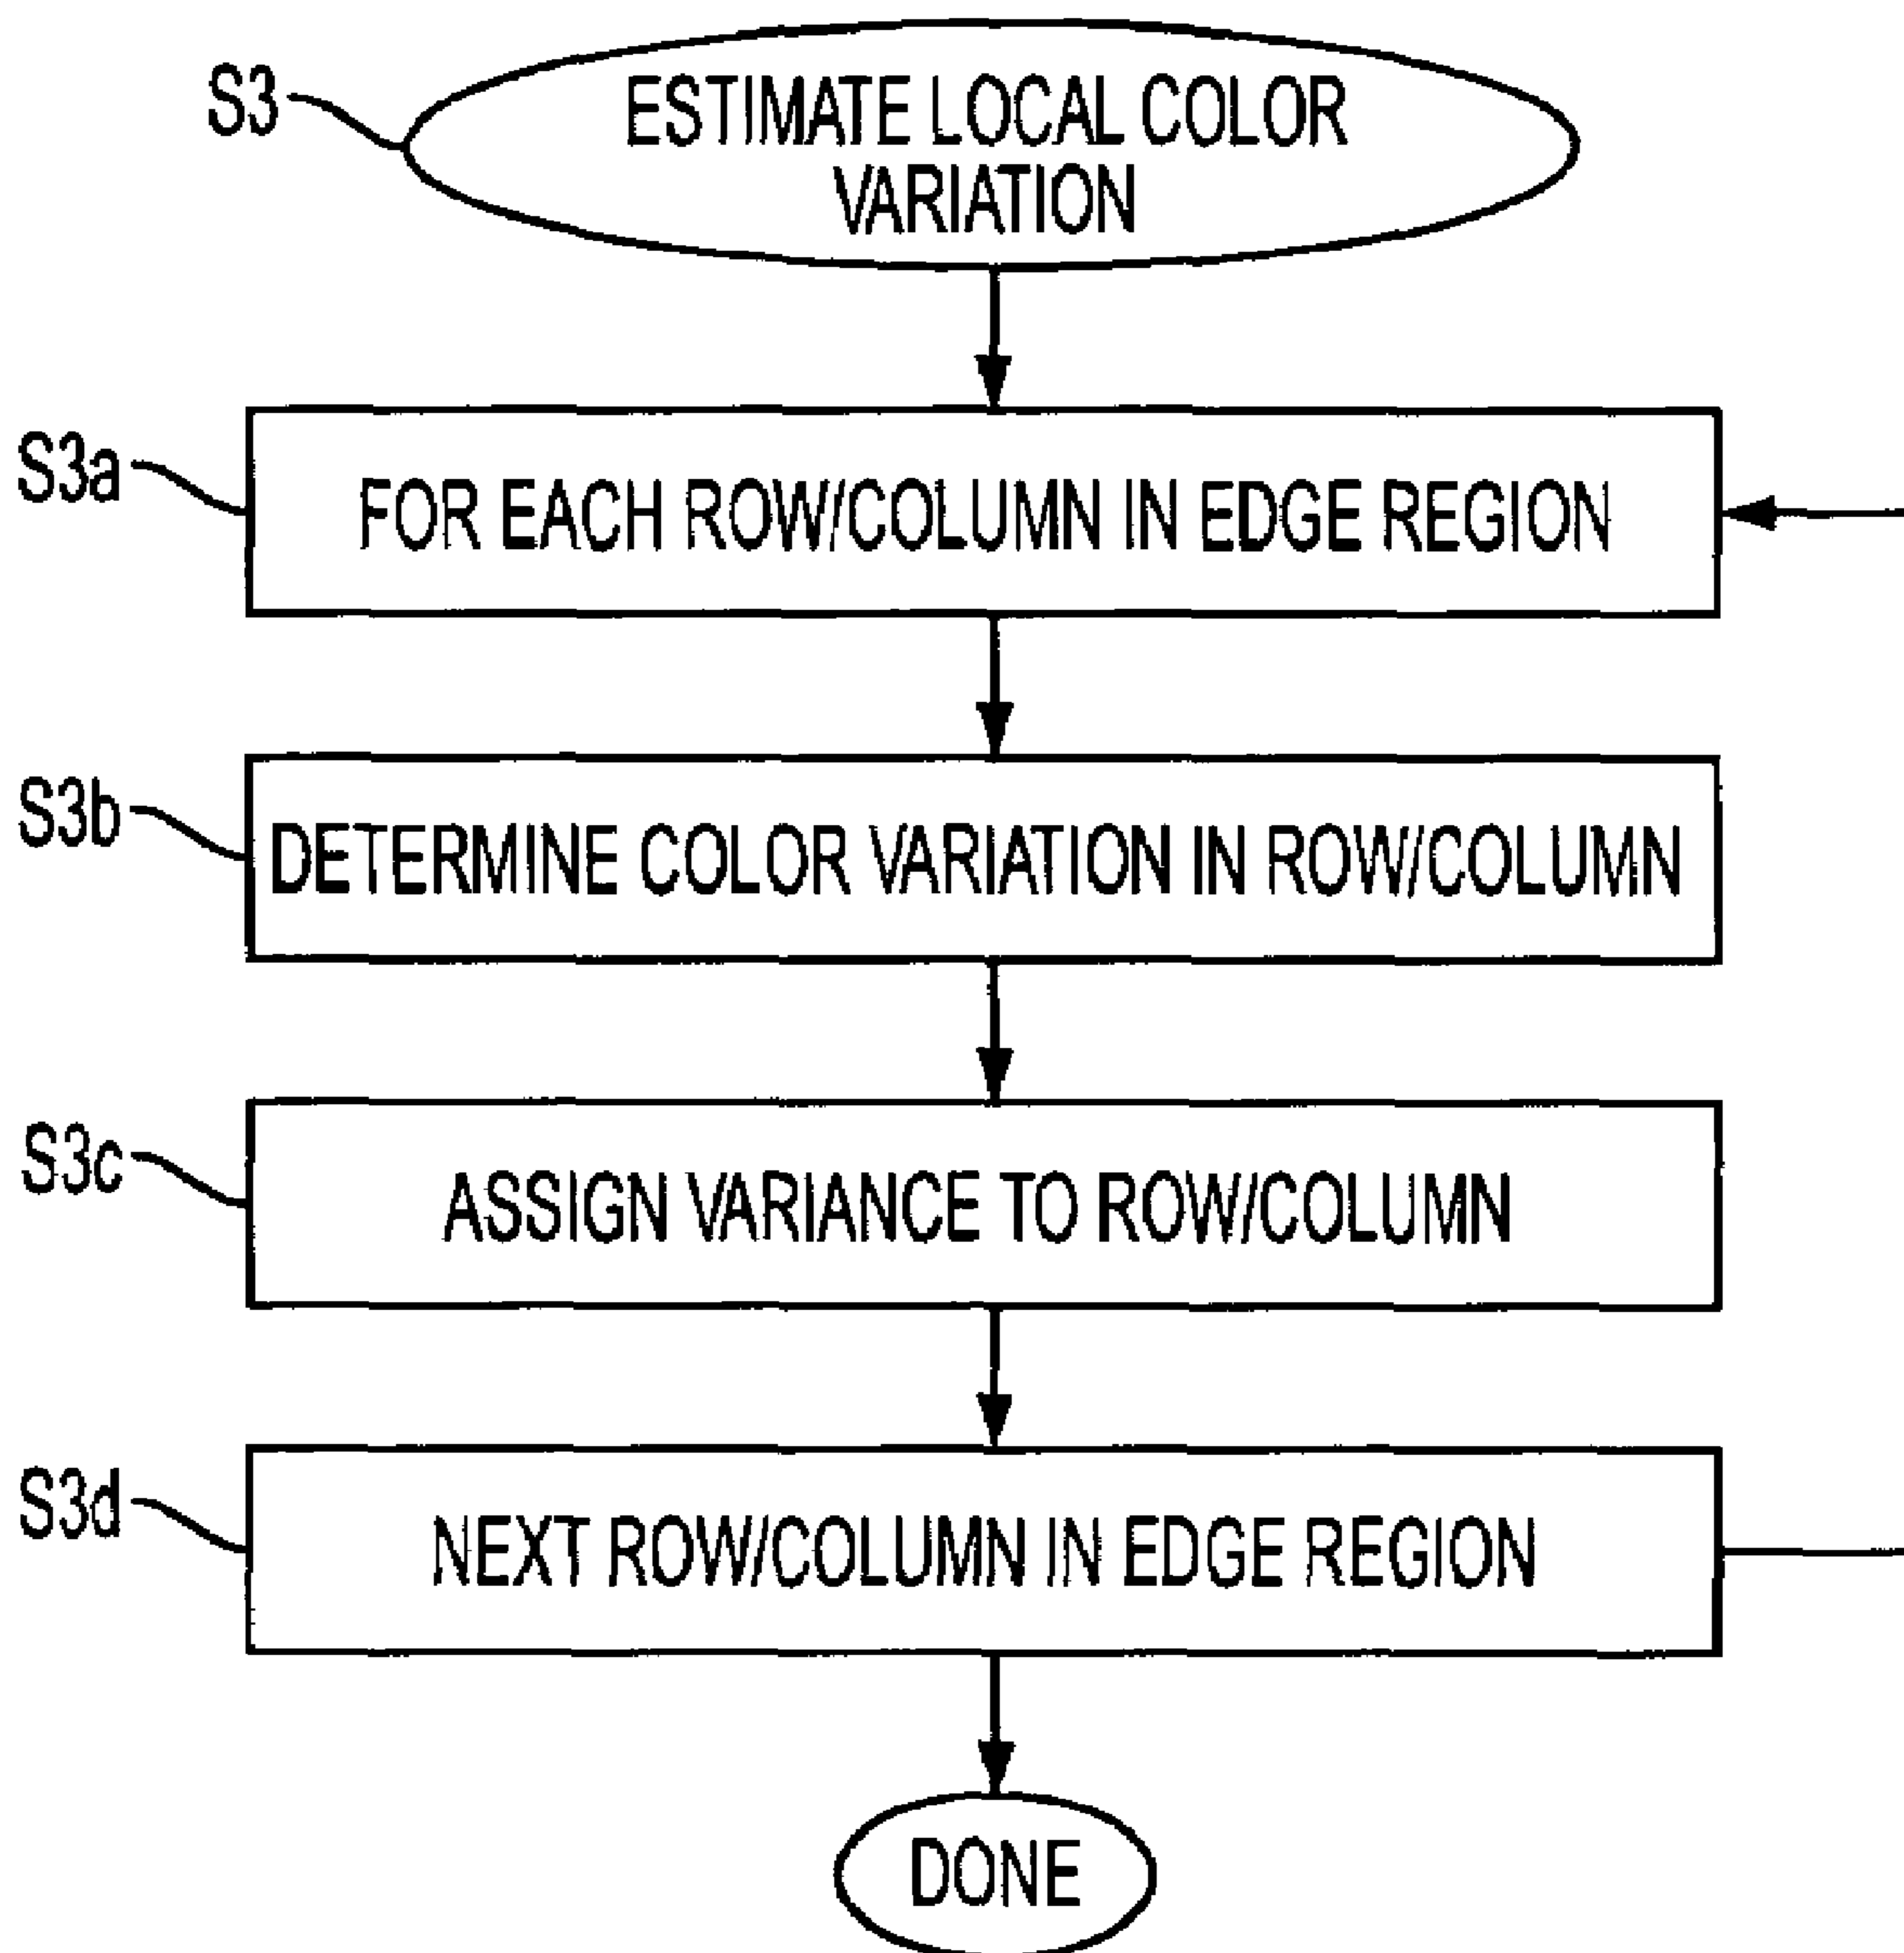 S3
ESTIMATE LOCAL COLOR
VARIATION
S3a
FOR EACH ROW/COLUMN IN EDGE REGION
S3b
DETERMINE COLOR VARIATION IN ROW/COLUMN
S3c
ASSIGN VARIANCE TO ROW/COLUMN
S3d
NEXT ROW/COLUMN IN EDGE REGION
DONE